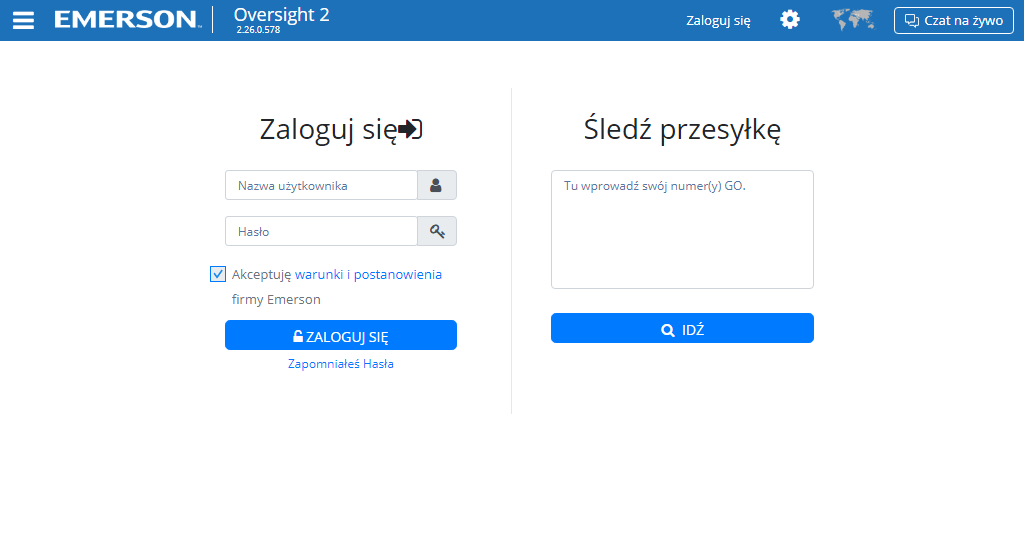 EMERSON
Oversight 2
2.26.0.578
Zaloguj się
Czat na żywo
Zaloguj się
Nazwa użytkownika
Hasło
Akceptuję warunki i postanowienia
firmy Emerson
ZALOGUJ SIĘ
Zapomniałeś Hasła
Śledź przesyłkę
Tu wprowadź swój numer(y) GO.
IDŹ